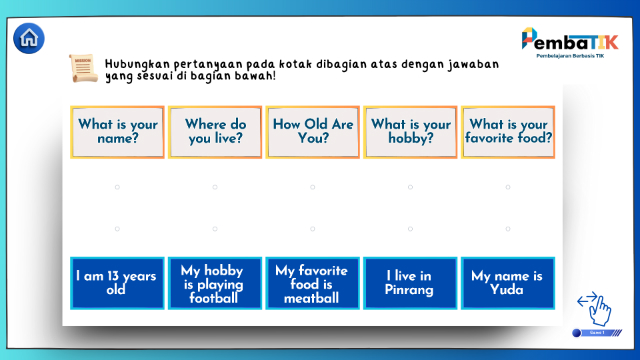 PembaTIK
Pembelajaran Berbasis TIK
Hubungkan pertanyaan pada kotak dibagian atas dengan jawaban
yang sesuai di bagian bawah!
What is your
name?
Where do
you live?
How Old Are
You?
What is your
hobby?
What is your
favorite food?
I am 13 years
old
My hobby
is playing
football
My favorite
food is
meatball
I live in
Pinrang
My name is
Yuda